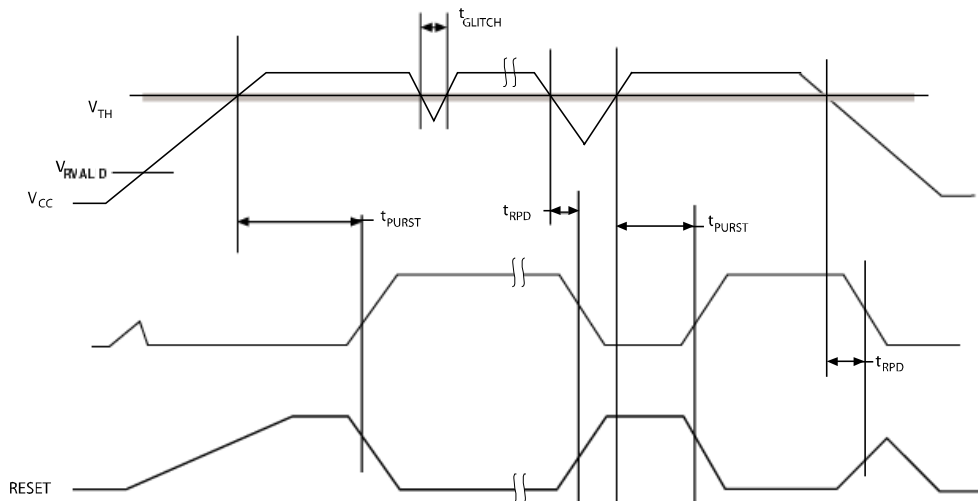 tGLITCH
VTH
VRVALID
VCC
tPURST
tRPD
tPURST
tRPD
RESET